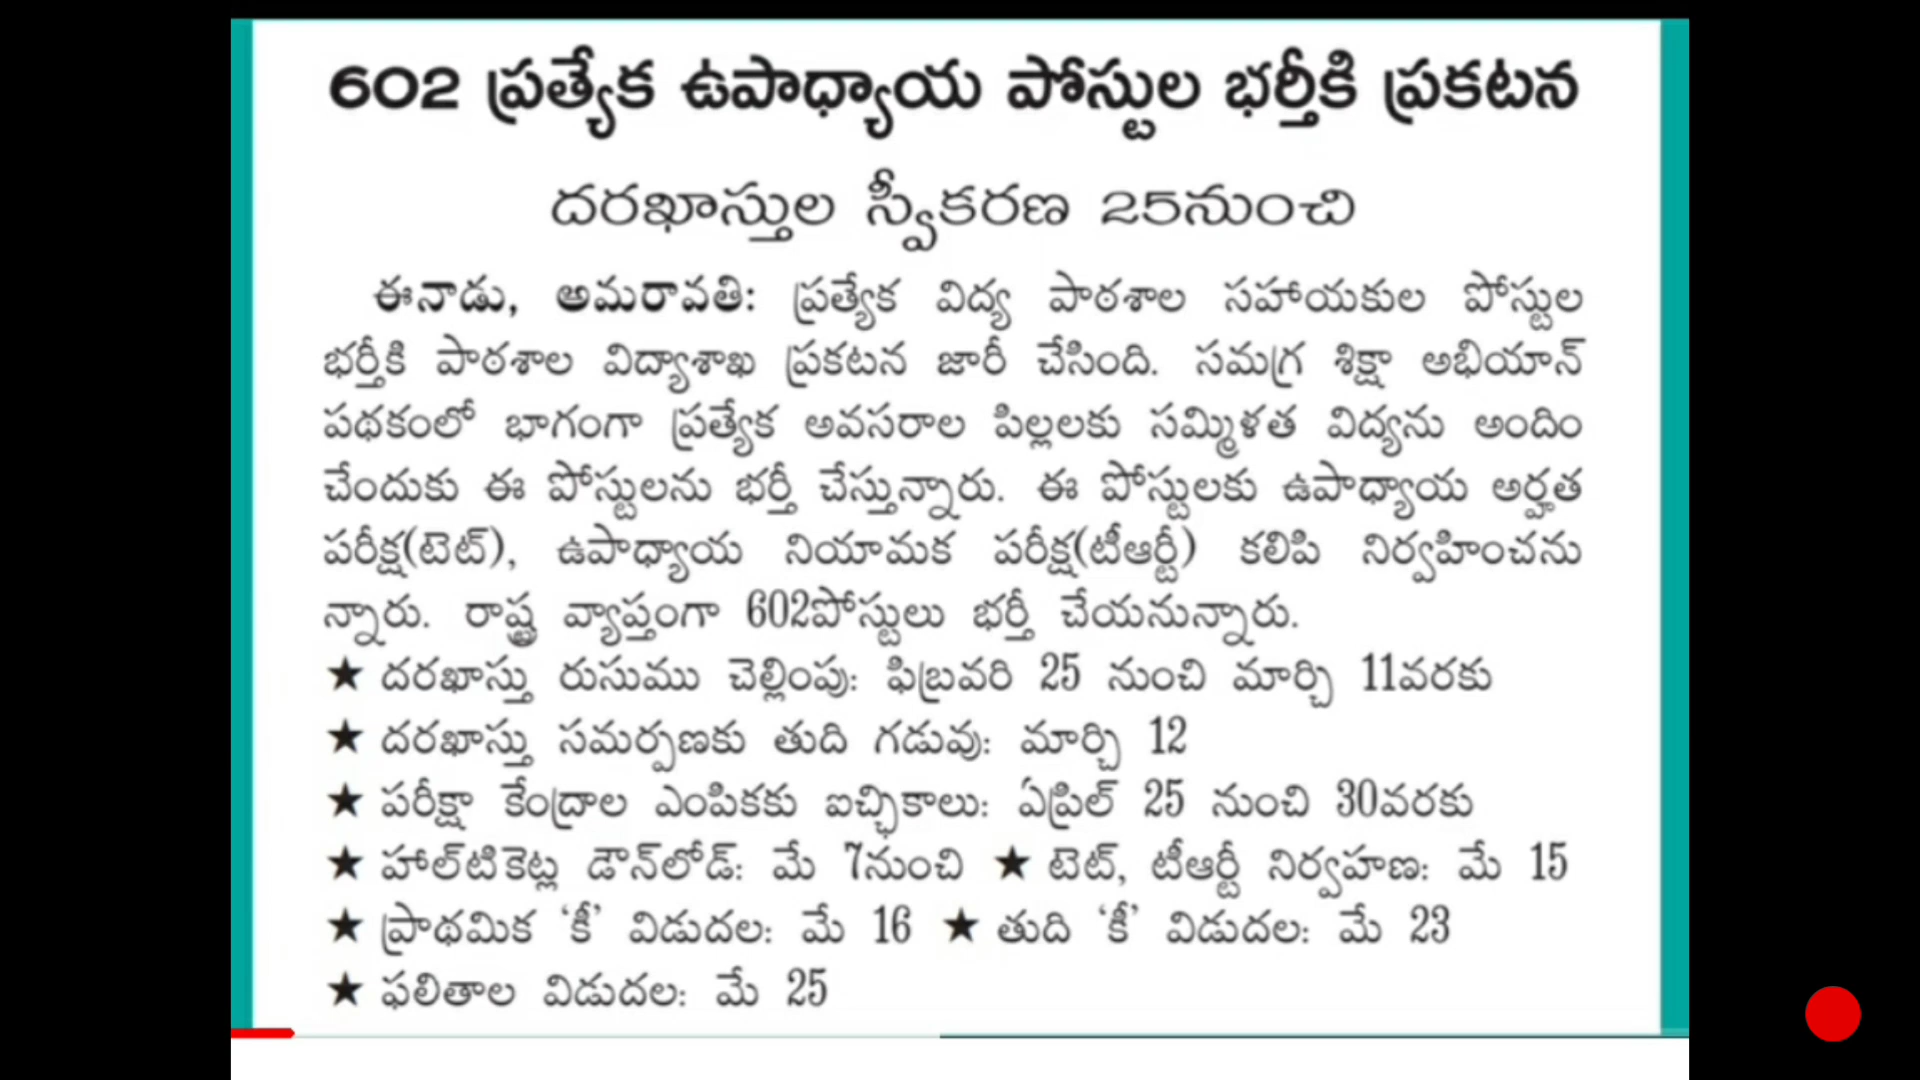 602 ప్రత్యేక ఉపాధ్యాయ పోస్టుల భర్తీకి ప్రకటన
దరఖాస్తుల స్వీకరణ 25నుంచి
ఈనాడు, అమరావతి: ప్రత్యేక విద్య పాఠశాల సహాయకుల పోస్టుల
భర్తీకి పాఠశాల విద్యాశాఖ ప్రకటన జారీ చేసింది. సమగ్ర శిక్షా అభియాన్
పథకంలో భాగంగా ప్రత్యేక అవసరాల పిల్లలకు సమ్మిళత విద్యను అందిం
చేందుకు ఈ పోస్టులను భర్తీ చేస్తున్నారు. ఈ పోస్టులకు ఉపాధ్యాయ అర్హత
పరీక్ష(టెట్), ఉపాధ్యాయ నియామక పరీక్ష(టీఆర్టీ) కలిపి నిర్వహించను
న్నారు. రాష్ట్ర వ్యాప్తంగా 602పోస్టులు భర్తీ చేయనున్నారు.
★ దరఖాస్తు రుసుము చెల్లింపు: ఫిబ్రవరి 25 నుంచి మార్చి 11వరకు
★ దరఖాస్తు సమర్పణకు తుది గడువు: మార్చి 12
★ పరీక్షా కేంద్రాల ఎంపికకు ఐచ్ఛికాలు: ఏప్రిల్ 25 నుంచి 30వరకు
★ హాల్‌టికెట్ల డౌన్‌లోడ్: మే 7నుంచి ★ టెట్, టీఆర్టీ నిర్వహణ: మే 15
★ ప్రాథమిక ‘కీ’ విడుదల: మే 16 ★ తుది ‘కీ’ విడుదల: మే 23
★ ఫలితాల విడుదల: మే 25